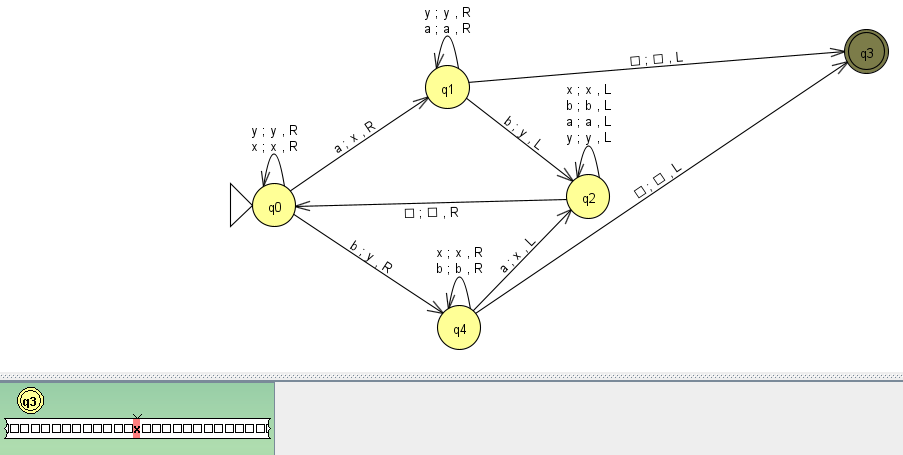 y ; y , R
a ; a , R
q1
□ ; □ , L
q3
x ; x , L
b ; b , L
a ; a , L
y ; y , L
y ; y , R
x ; x , R
a ; x , R
b ; y , L
□ ; □ , L
q0
q2
□ ; □ , R
b ; y , R
x ; x , R
b ; b , R
a ; x , L
q4
q3
□□□□□□□□□□□□x□□□□□□□□□□□□